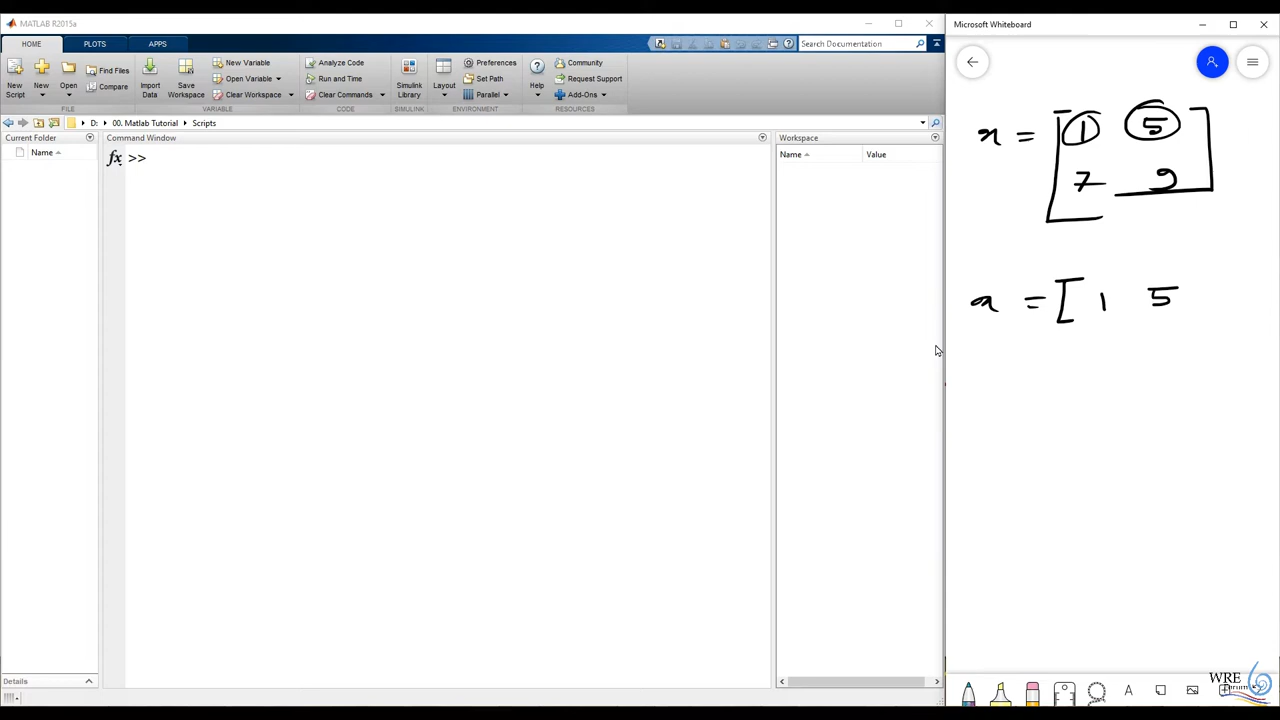 MATLAB R2015a
HOME PLOTS APPS
Search Documentation
New Script
New
Open
Find Files
Compare
Import Data
Save Workspace
New Variable
Open Variable
Clear Workspace
Analyze Code
Run and Time
Clear Commands
Simulink Library
Layout
Preferences
Set Path
Parallel
Help
Community
Request Support
Add-Ons
FILE VARIABLE CODE SIMULINK ENVIRONMENT RESOURCES
D: 00. Matlab Tutorial Scripts
Current Folder
Name
Details
Command Window
fx >>
Workspace
Name Value
Microsoft Whiteboard
x = [ 1 5
7 9 ]
x = [ 1 5
A
WRE
Forum